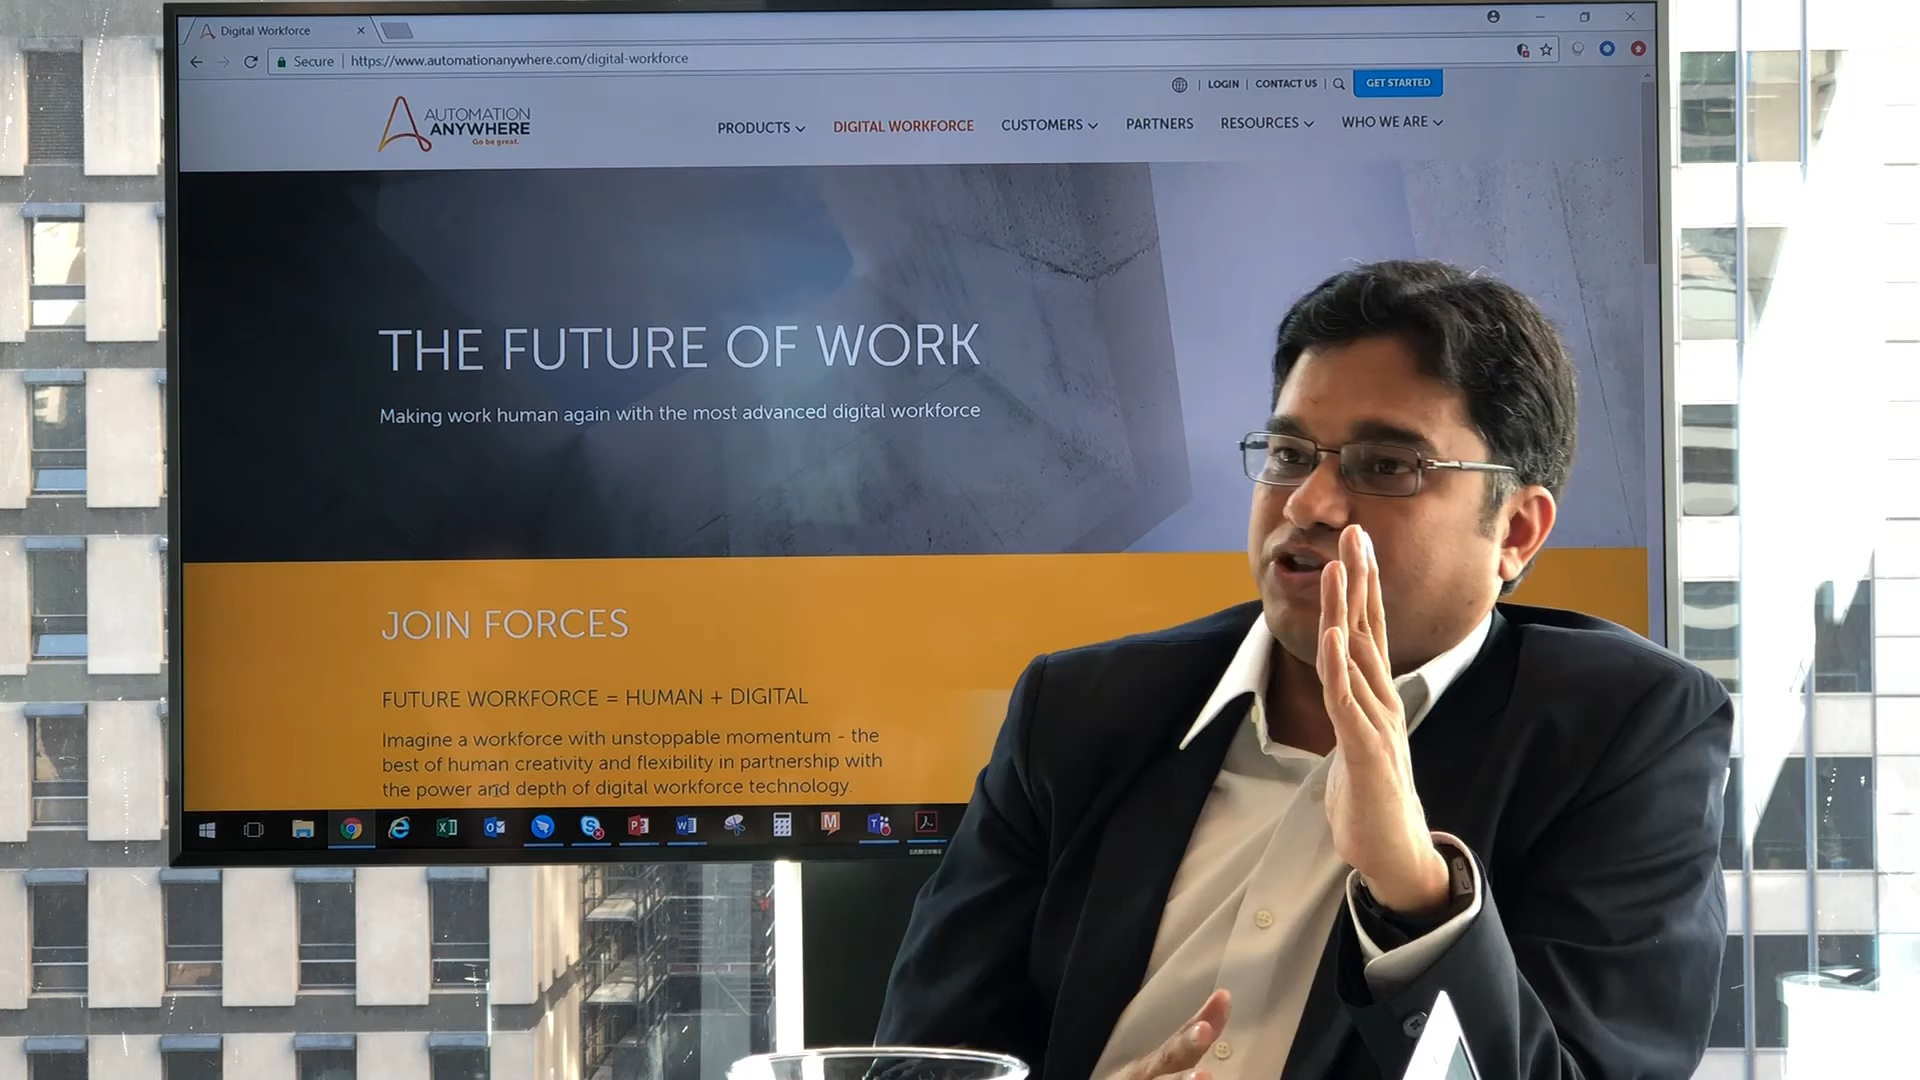 Digital Workforce
Secure https://www.automationanywhere.com/digital-workforce
LOGIN | CONTACT US | GET STARTED
AUTOMATION
ANYWHERE
Go be great.
PRODUCTS DIGITAL WORKFORCE CUSTOMERS PARTNERS RESOURCES WHO WE ARE
THE FUTURE OF WORK
Making work human again with the most advanced digital workforce
JOIN FORCES
FUTURE WORKFORCE = HUMAN + DIGITAL
Imagine a workforce with unstoppable momentum - the
best of human creativity and flexibility in partnership with
the power and depth of digital workforce technology.
SAMSUNG